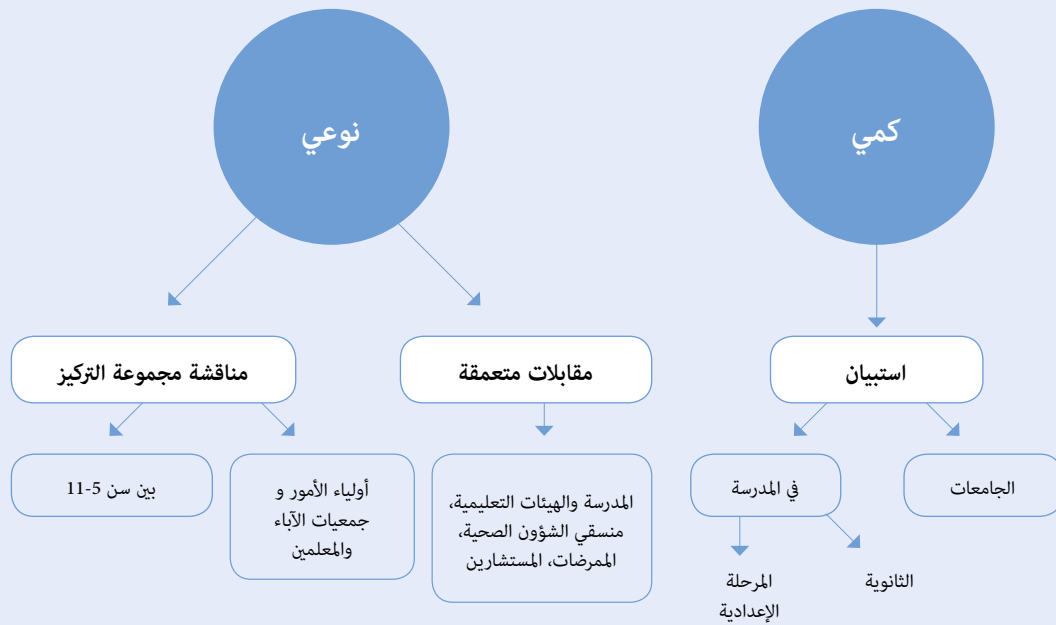 كمي
نوعي
استبيان
مقابلات متعمقة
مناقشة مجموعة التركيز
الجامعات
في المدرسة
الثانوية
المرحلة
الإعدادية
المدرسة والهيئات التعليمية،
منسقي الشؤون الصحية،
الممرضات، المستشارين
أولياء الأمور و
جمعيات الآباء
والمعلمين
بين سن 5-11